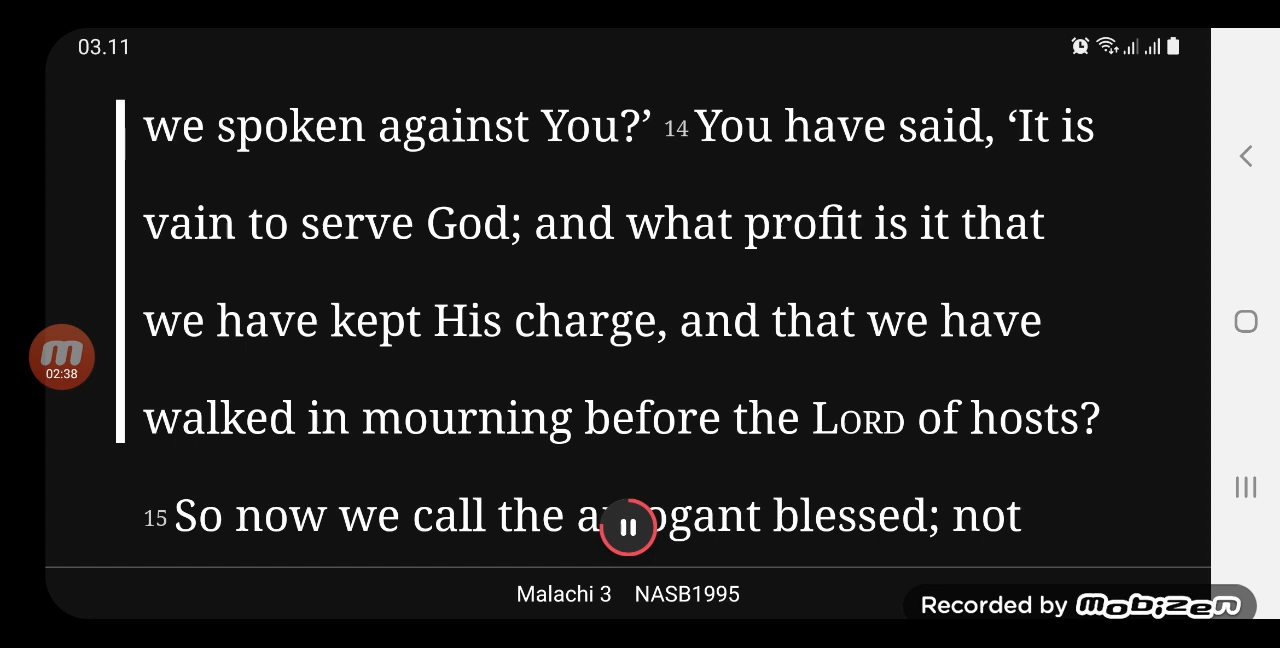 03.11
we spoken against You?’ 14 You have said, ‘It is
vain to serve God; and what profit is it that
we have kept His charge, and that we have
walked in mourning before the LORD of hosts?
02:38
15 So now we call the blessed; not
Malachi 3 NASB1995
Recorded by mobizen